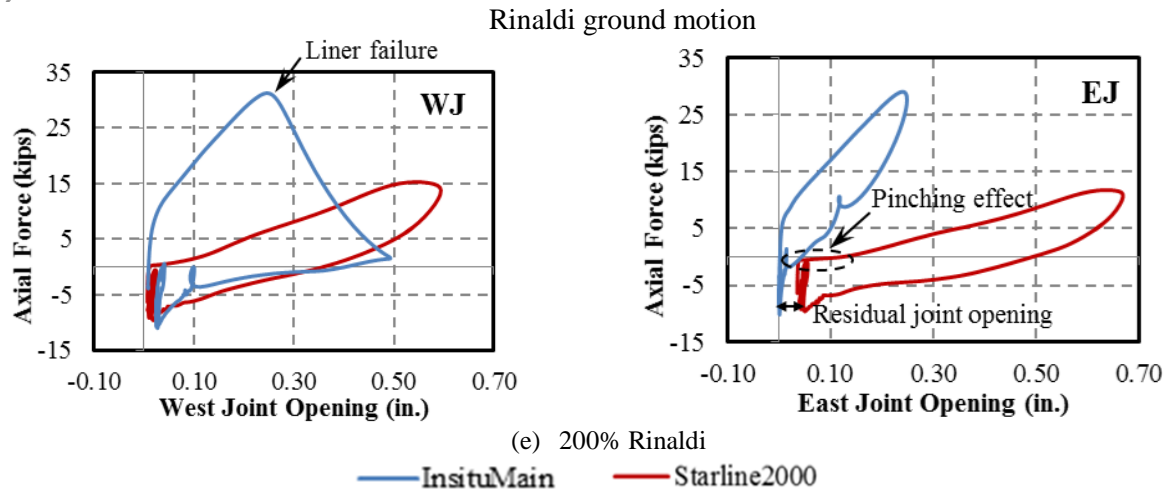 Rinaldi ground motion
Liner failure
35
25
15
5
-5
-15
Axial Force (kips)
WJ
-0.10 0.10 0.30 0.50 0.70
West Joint Opening (in.)
35
25
15
5
-5
-15
Axial Force (kips)
EJ
Pinching effect
Residual joint opening
-0.10 0.10 0.30 0.50 0.70
East Joint Opening (in.)
(e) 200% Rinaldi
InsituMain Starline2000